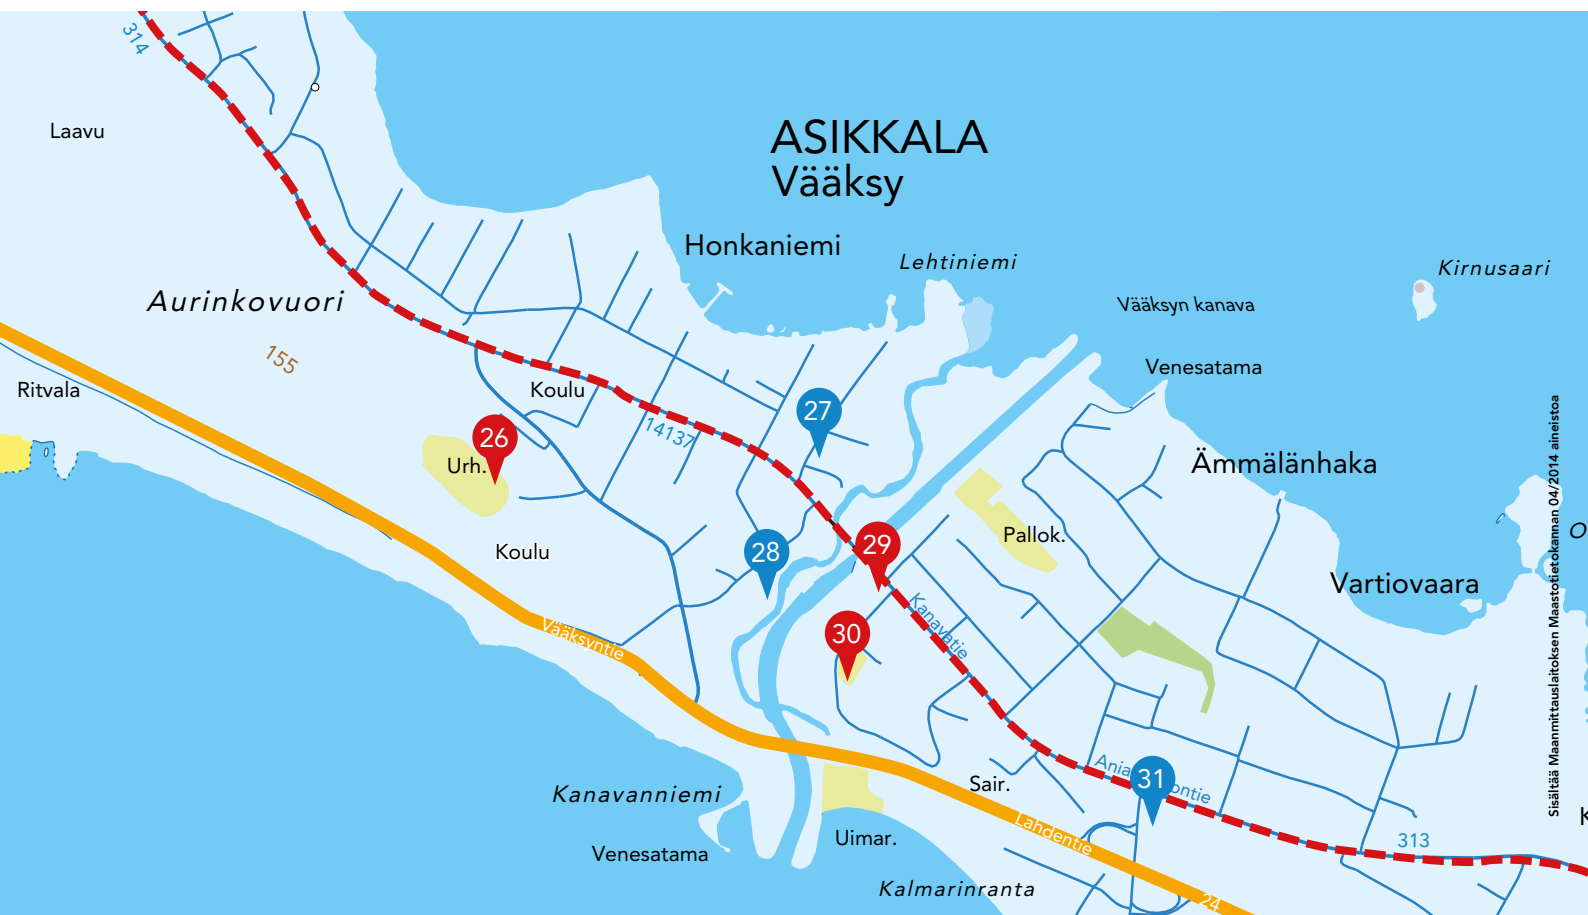 314
Laavu
ASIKKALA
Vääksy
Honkaniemi
Lehtiniemi
Kirnusaari
Vääksyn kanava
Aurinkovuori
155
Venesatama
Ritvala
Koulu
27
14137
26
Urh.
Ämmälänhaka
Sisältää Maanmittauslaitoksen Maastotietokannan 04/2014 aineistoa
O
Pallok.
Koulu
28
29
Vartiovaara
Kanavatie
30
Vääksyntie
Sair.
31
Kanavanniemi
Lahdentie
K
Uimar.
313
Venesatama
Kalmarinranta
24